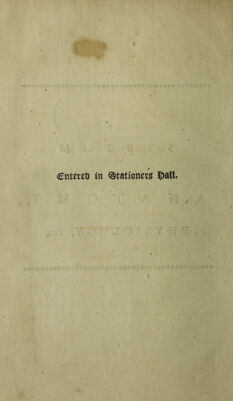 Entered in Stationers Hall.